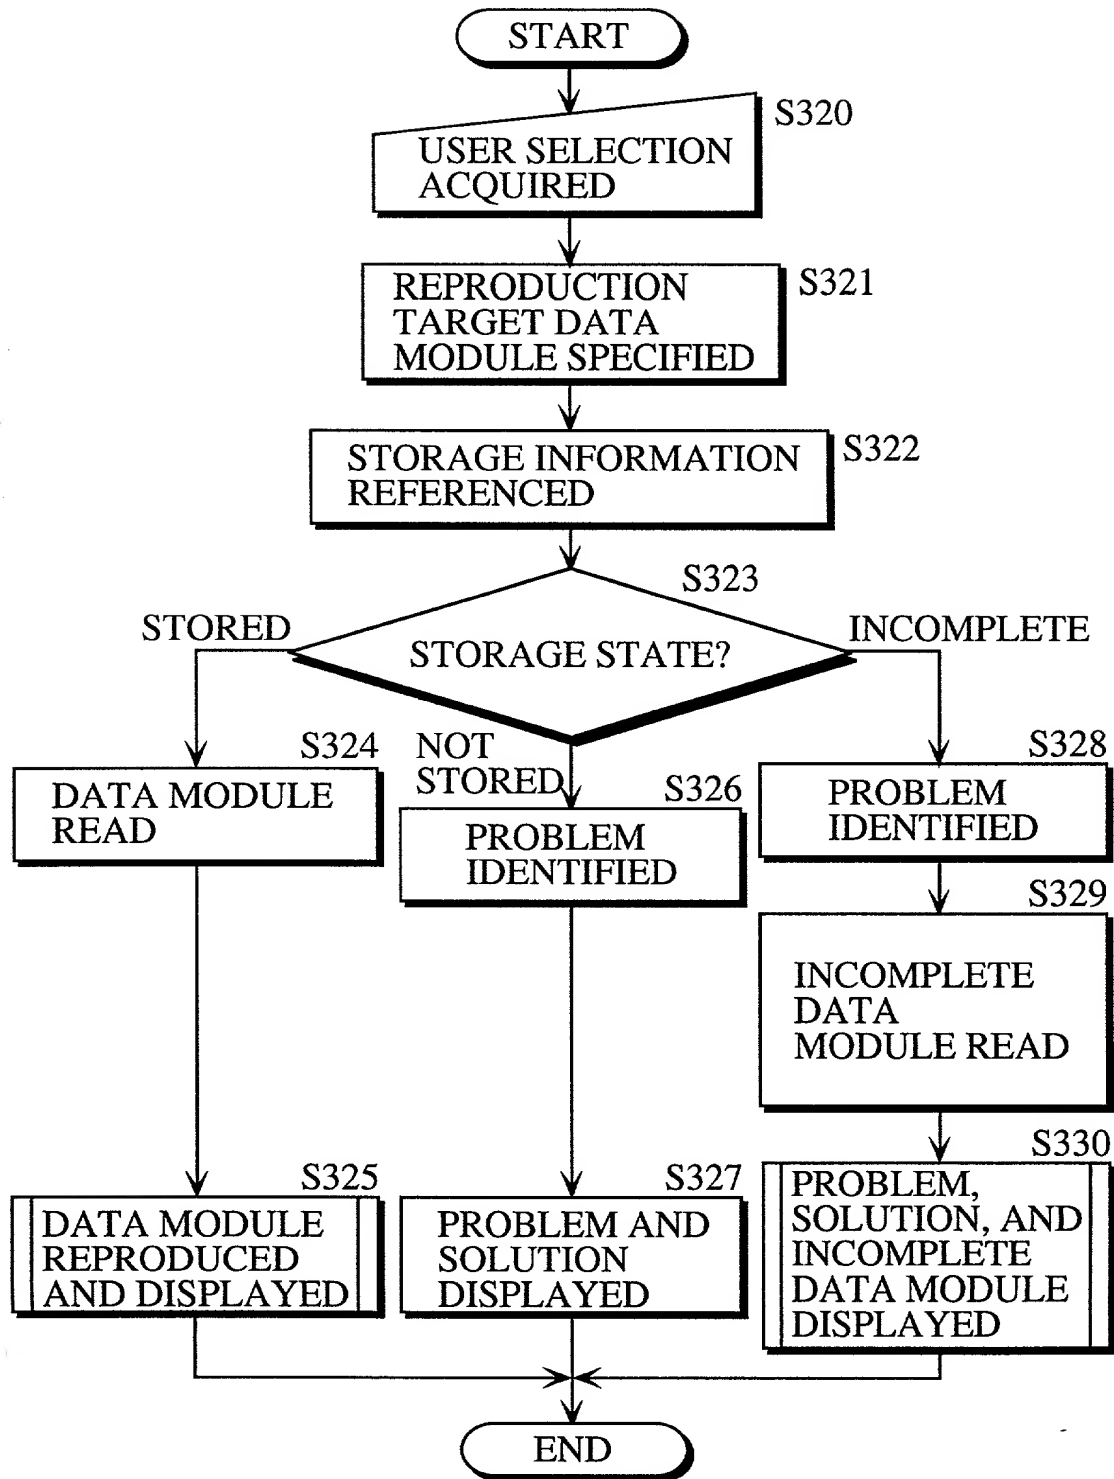 START
S320
USER SELECTION
ACQUIRED
S321
REPRODUCTION
TARGET DATA
MODULE SPECIFIED
S322
STORAGE INFORMATION
REFERENCED
S323
STORED
INCOMPLETE
STORAGE STATE?
NOT
STORED
S324
DATA MODULE
READ
S326
PROBLEM
IDENTIFIED
S328
PROBLEM
IDENTIFIED
S329
INCOMPLETE
DATA
MODULE READ
S325
DATA MODULE
REPRODUCED
AND DISPLAYED
S327
PROBLEM AND
SOLUTION
DISPLAYED
S330
PROBLEM,
SOLUTION, AND
INCOMPLETE
DATA MODULE
DISPLAYED
END